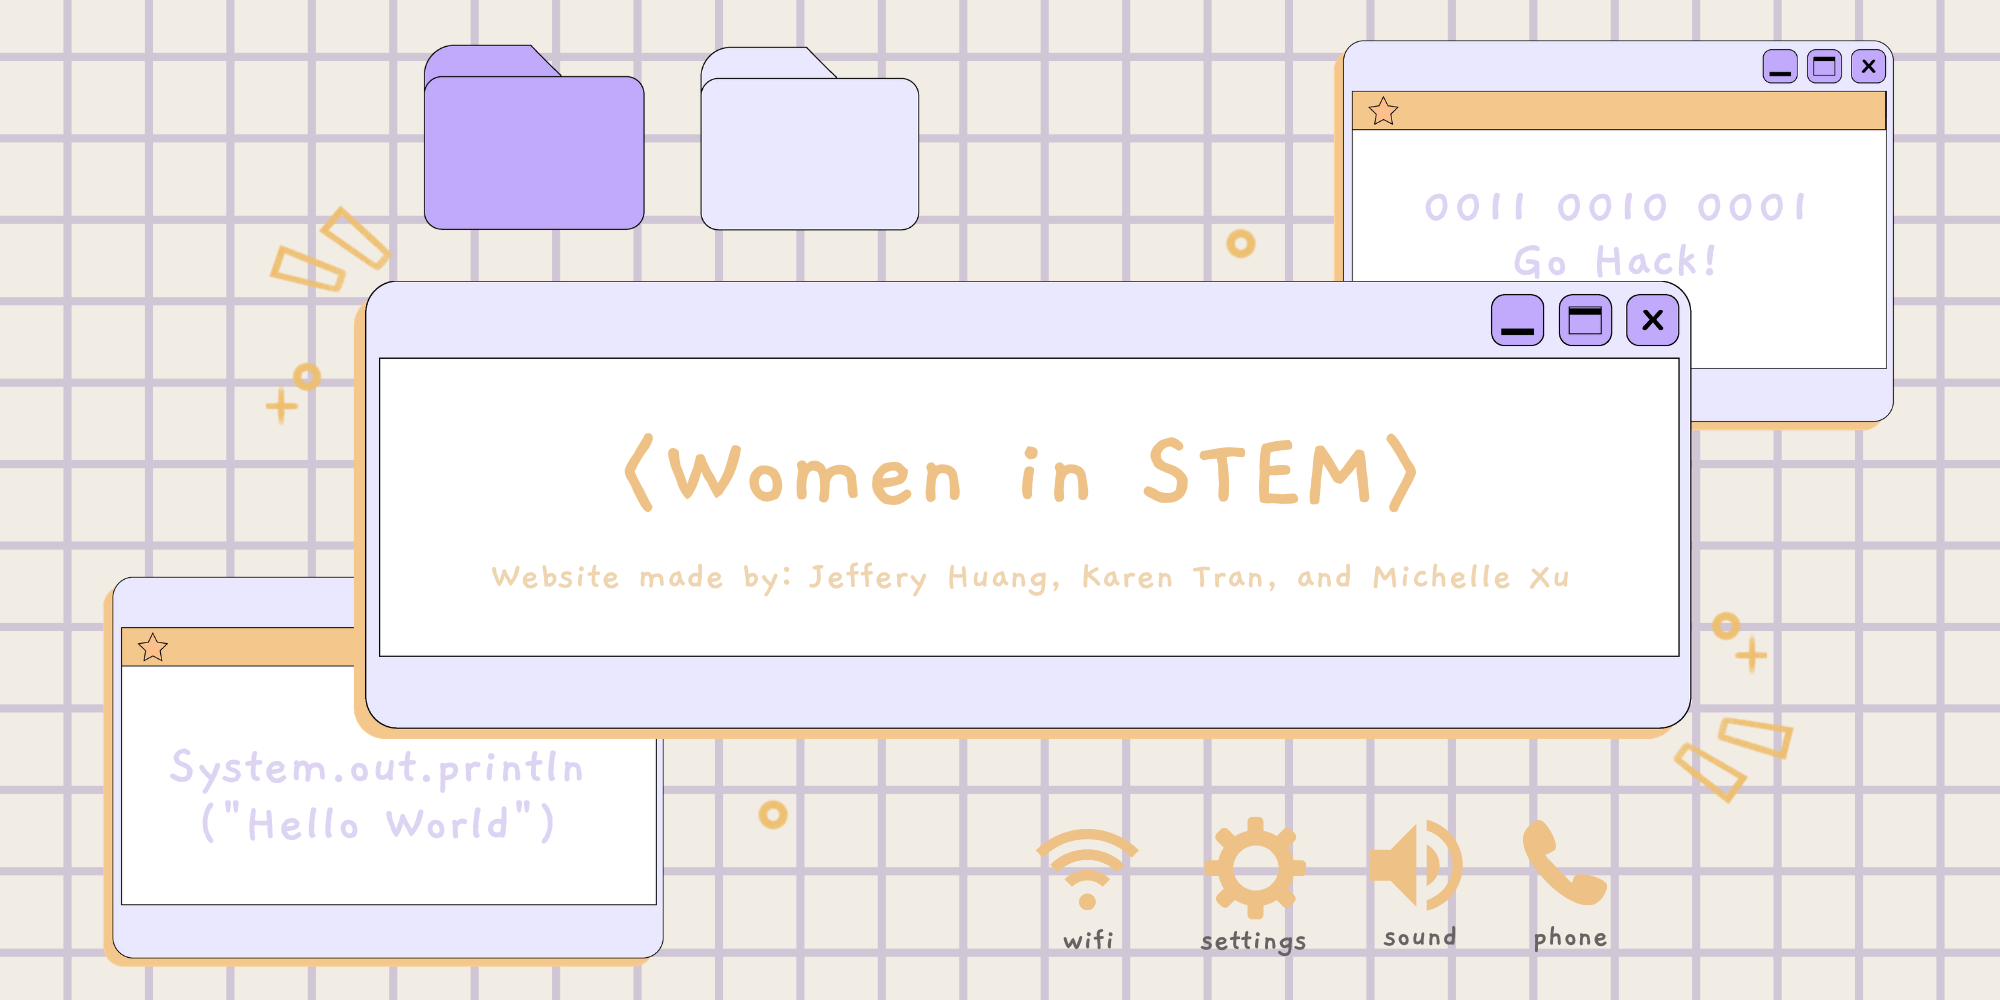 0011 0010 0001
Go Hack!
<Women in STEM>
Website made by: Jeffery Huang, Karen Tran, and Michelle Xu
System.out.println
("Hello World")
wifi
settings
sound
phone